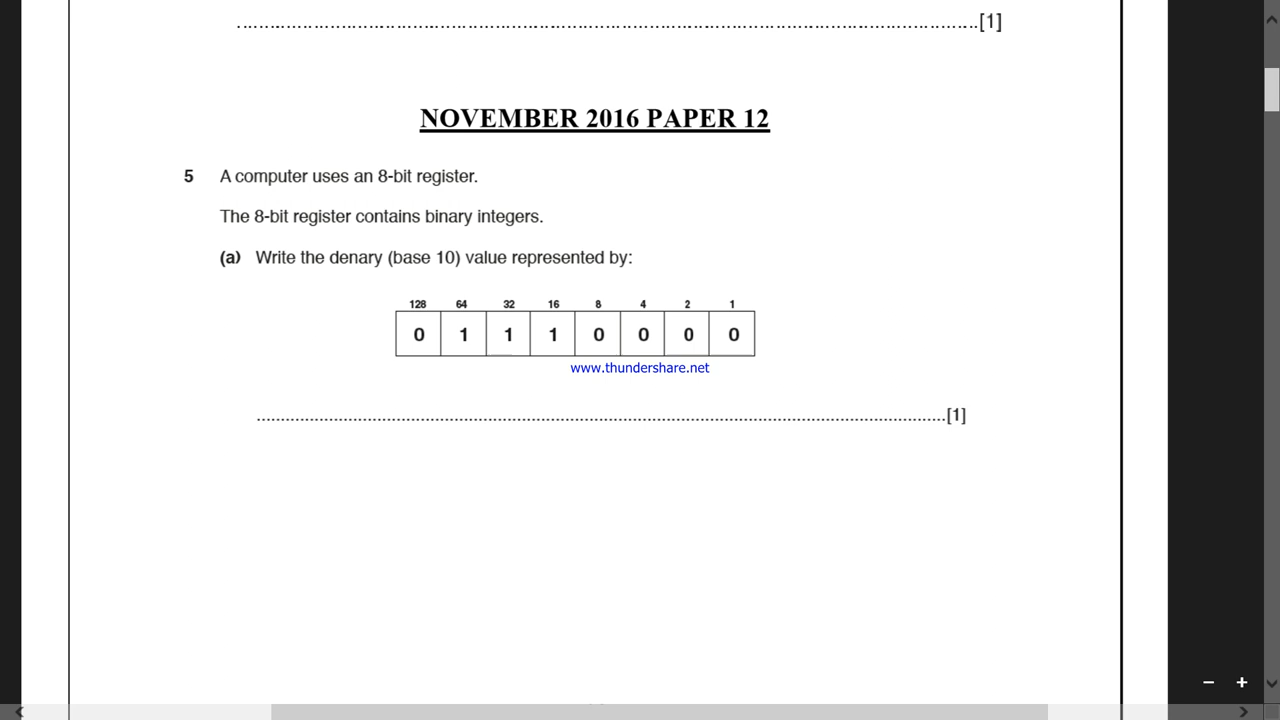 ........................................................................................................................[1]
NOVEMBER 2016 PAPER 12
5 A computer uses an 8-bit register.
The 8-bit register contains binary integers.
(a) Write the denary (base 10) value represented by:
128 64 32 16 8 4 2 1
0 1 1 1 0 0 0 0
www.thundershare.net
........................................................................................................................[1]
− +